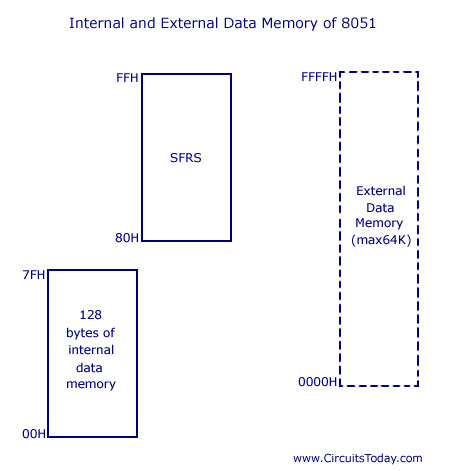 Internal and External Data Memory of 8051
FFH
SFRS
80H
7FH
128
bytes of
internal
data
memory
00H
FFFFH
External
Data
Memory
(max64K)
0000H
www.CircuitsToday.com